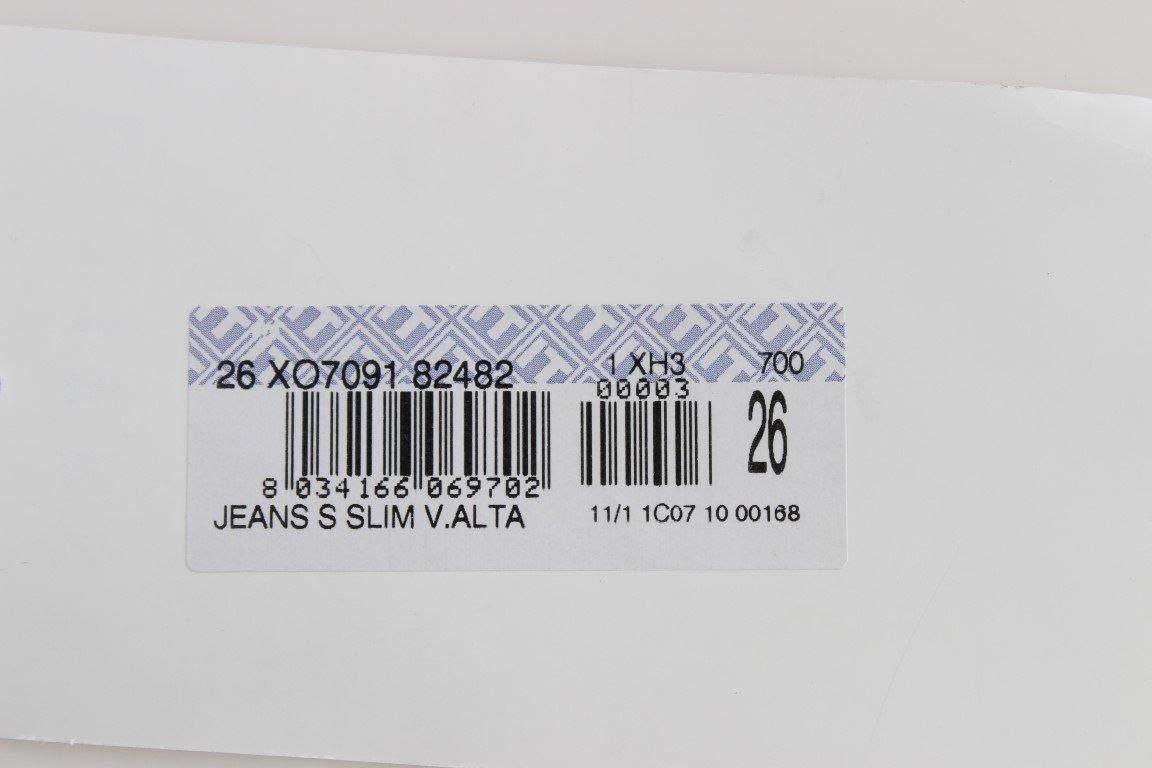 26 XO7091 82482
1 XH3 700
00003
26
8 034166 069702
JEANS S SLIM V.ALTA
11/1 1C07 10 00168